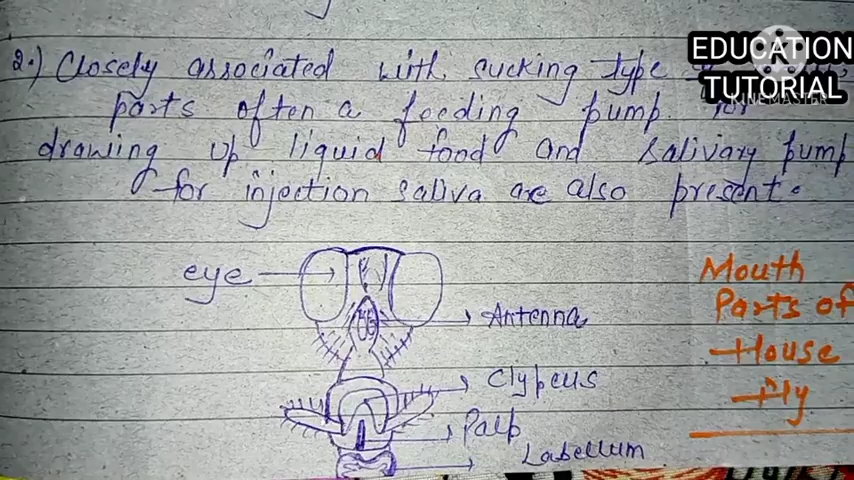 EDUCATION
TUTORIAL
KINEMASTER
2.) Closely associated with sucking type
parts often a feeding pump for
drawing up liquid food and salivary pump
for injection saliva are also present.
eye
Antenna
Clypeus
Palp
Labellum
Mouth
Parts of
House
Fly